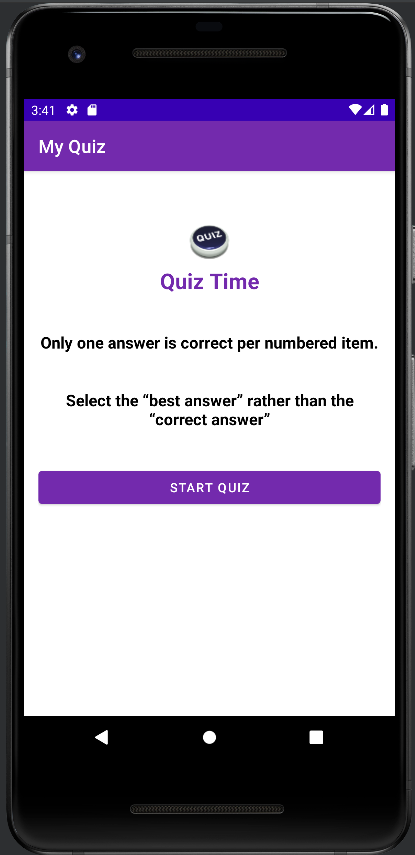 3:41
My Quiz
QUIZ
Quiz Time
Only one answer is correct per numbered item.
Select the “best answer” rather than the
“correct answer”
START QUIZ